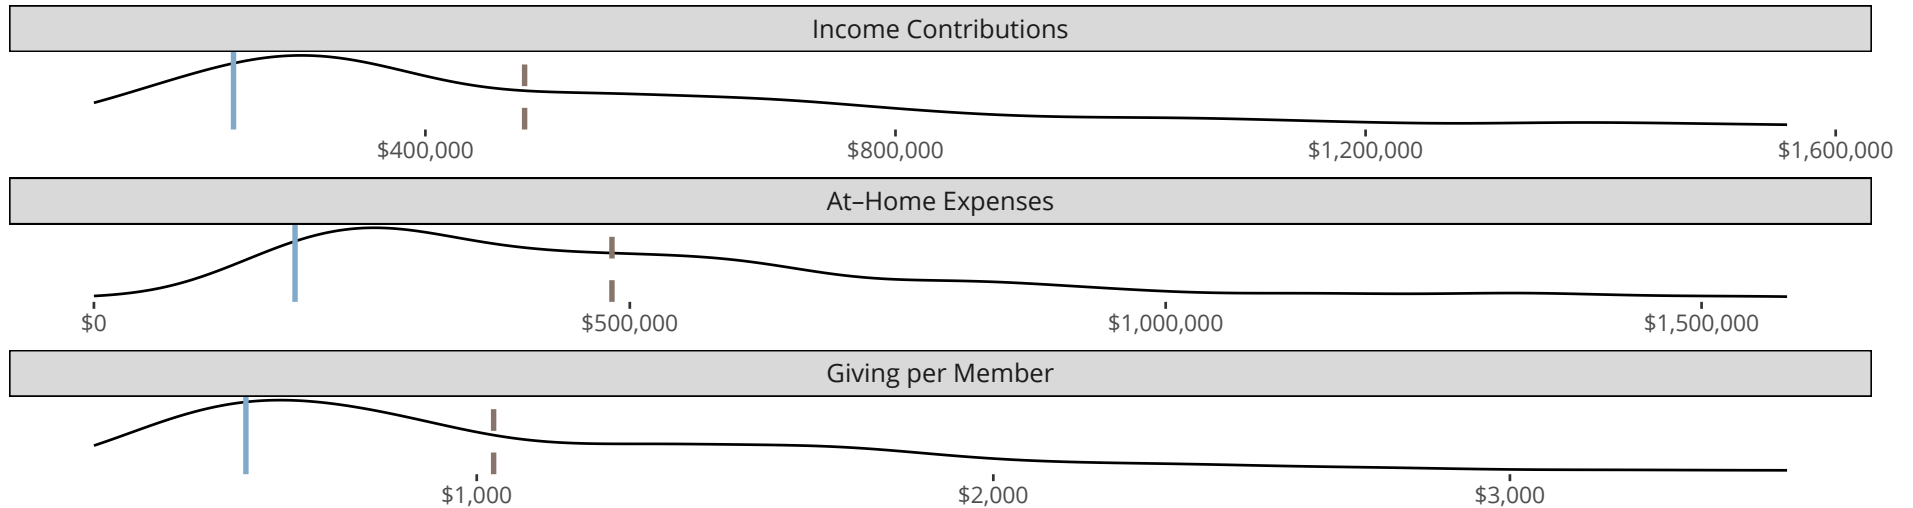 Income Contributions
$400,000 $800,000 $1,200,000 $1,600,000
At–Home Expenses
$0 $500,000 $1,000,000 $1,500,000
Giving per Member
$1,000 $2,000 $3,000